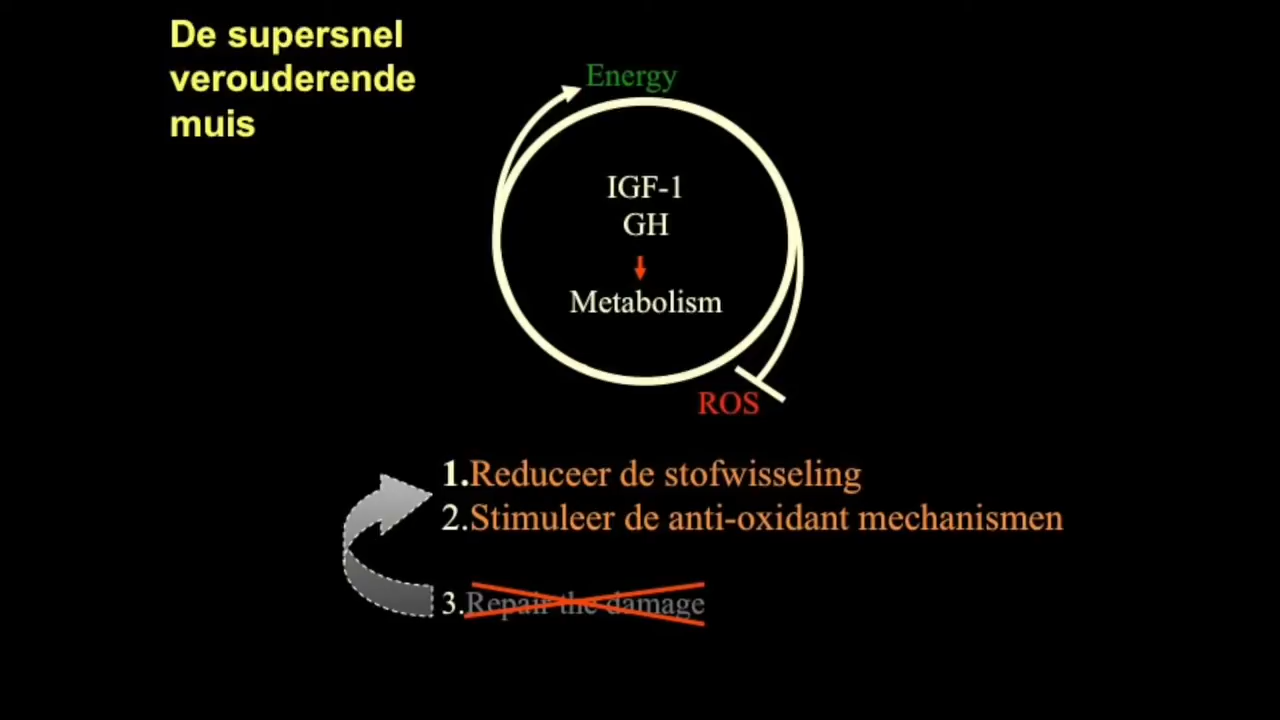 De supersnel
verouderende
muis
Energy
IGF-1
GH
Metabolism
ROS
1.Reduceer de stofwisseling
2.Stimuleer de anti-oxidant mechanismen
3.Repair the damage